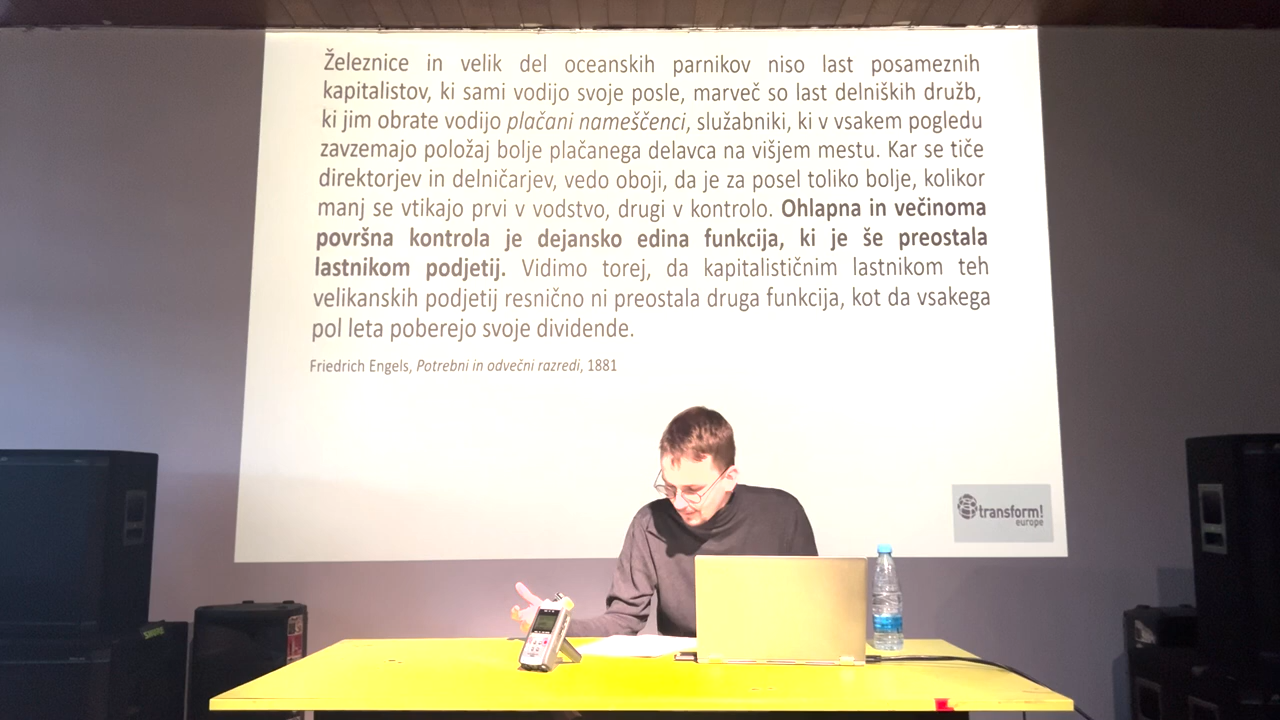 Železnice in velik del oceanskih parnikov niso last posameznih
kapitalistov, ki sami vodijo svoje posle, marveč so last delniških družb,
ki jim obrate vodijo plačani nameščenci, služabniki, ki v vsakem pogledu
zavzemajo položaj bolje plačanega delavca na višjem mestu. Kar se tiče
direktorjev in delničarjev, vedo oboji, da je za posel toliko bolje, kolikor
manj se vtikajo prvi v vodstvo, drugi v kontrolo. Ohlapna in večinoma
površna kontrola je dejansko edina funkcija, ki je še preostala
lastnikom podjetij. Vidimo torej, da kapitalističnim lastnikom teh
velikanskih podjetij resnično ni preostala druga funkcija, kot da vsakega
pol leta poberejo svoje dividende.
Friedrich Engels, Potrebni in odvečni razredi, 1881
transform!
europe